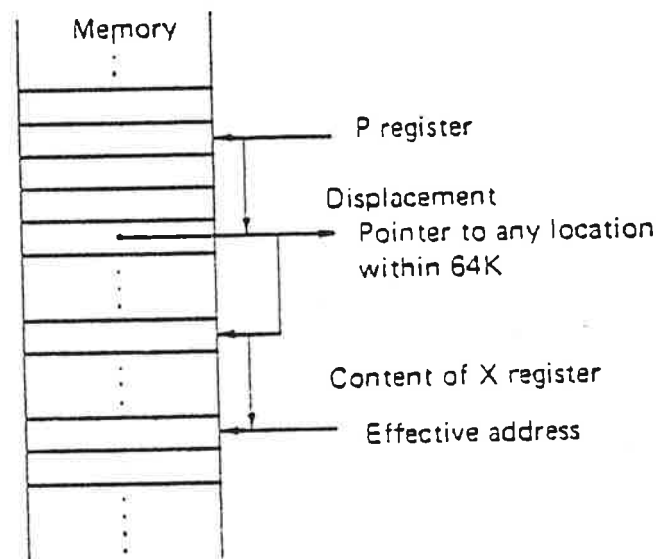 Memory
P register
Displacement
Pointer to any location
within 64K
Content of X register
Effective address